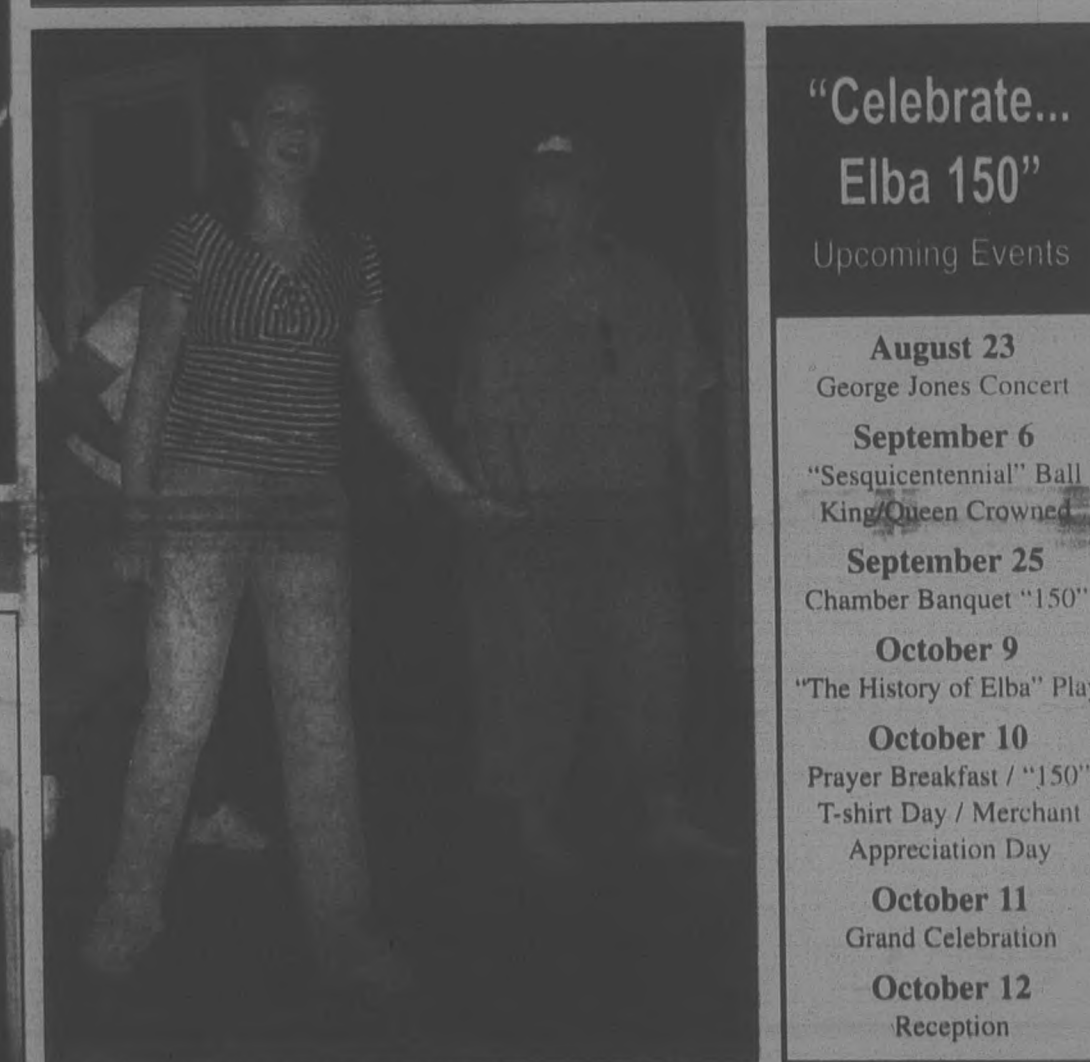 “Celebrate...
Elba 150”
Upcoming Events
August 23
George Jones Concert
September 6
“Sesquicentennial” Ball
King/Queen Crowned
September 25
Chamber Banquet “150”
October 9
“The History of Elba” Play
October 10
Prayer Breakfast / “150”
T-shirt Day / Merchant
Appreciation Day
October 11
Grand Celebration
October 12
Reception